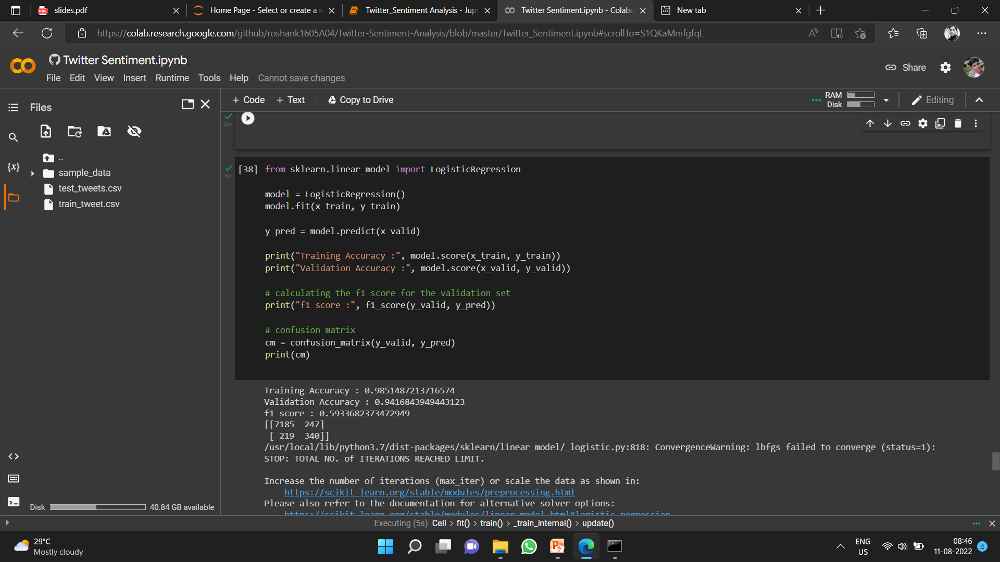 slides.pdf
Home Page - Select or create a n
Twitter_Sentiment Analysis - Jup
Twitter Sentiment.ipynb - Colabo
New tab
https://colab.research.google.com/github/roshank1605A04/Twitter-Sentiment-Analysis/blob/master/Twitter_Sentiment.ipynb#scrollTo=S1QKaMmfgfqE
Twitter Sentiment.ipynb
File Edit View Insert Runtime Tools Help Cannot save changes
Share
Files
+ Code + Text Copy to Drive
RAM
Disk
Editing
..
sample_data
test_tweets.csv
train_tweet.csv
Disk 40.84 GB available
2m
8s
[38] from sklearn.linear_model import LogisticRegression
model = LogisticRegression()
model.fit(x_train, y_train)
y_pred = model.predict(x_valid)
print("Training Accuracy :", model.score(x_train, y_train))
print("Validation Accuracy :", model.score(x_valid, y_valid))
# calculating the f1 score for the validation set
print("f1 score :", f1_score(y_valid, y_pred))
# confusion matrix
cm = confusion_matrix(y_valid, y_pred)
print(cm)
Training Accuracy : 0.9851487213716574
Validation Accuracy : 0.9416843949443123
f1 score : 0.5933682373472949
[[7185 247]
[ 219 340]]
/usr/local/lib/python3.7/dist-packages/sklearn/linear_model/_logistic.py:818: ConvergenceWarning: lbfgs failed to converge (status=1):
STOP: TOTAL NO. of ITERATIONS REACHED LIMIT.
Increase the number of iterations (max_iter) or scale the data as shown in:
https://scikit-learn.org/stable/modules/preprocessing.html
Please also refer to the documentation for alternative solver options:
https://scikit-learn.org/stable/modules/linear_model.html#logistic-regression
Executing (5s) Cell > fit() > train() > _train_internal() > update()
29°C
Mostly cloudy
ENG
US
08:46
11-08-2022
4